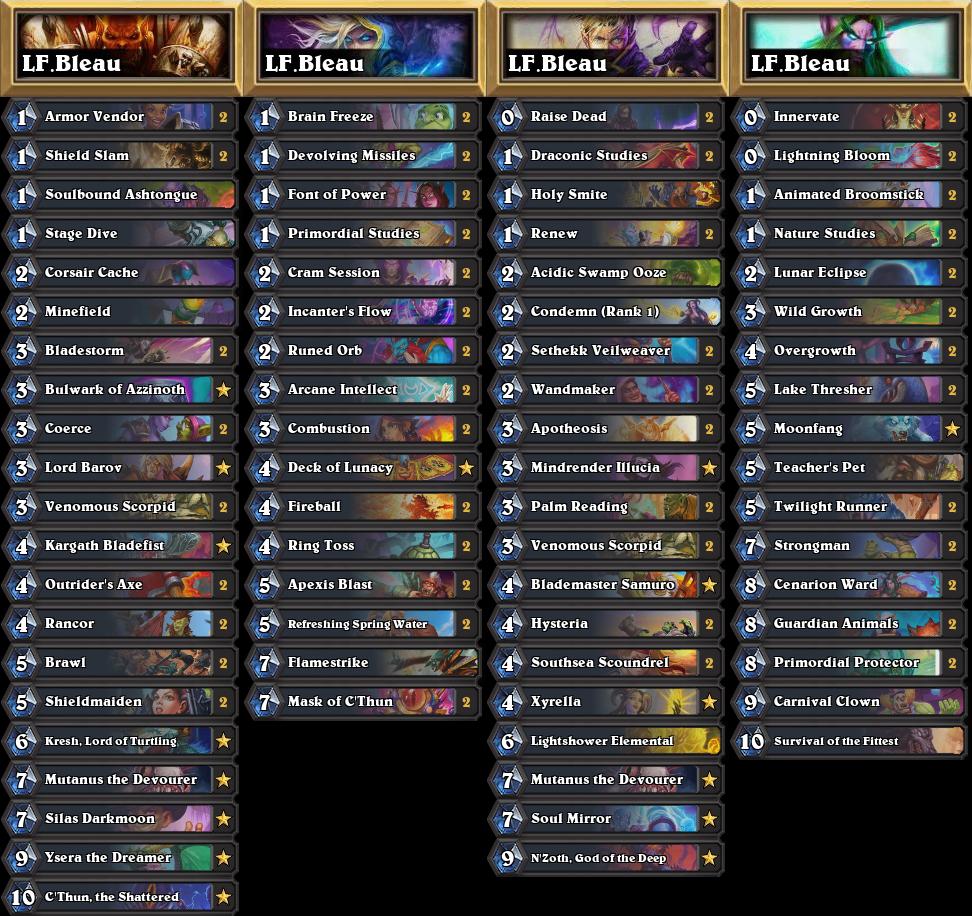 LF.Bleau
1 Armor Vendor 2
1 Shield Slam 2
1 Soulbound Ashtongue
1 Stage Dive
2 Corsair Cache
2 Minefield
3 Bladestorm 2
3 Bulwark of Azzinoth
3 Coerce 2
3 Lord Barov
3 Venomous Scorpid 2
4 Kargath Bladefist
4 Outrider's Axe 2
4 Rancor 2
5 Brawl 2
5 Shieldmaiden 2
6 Kresh, Lord of Turtling
7 Mutanus the Devourer
7 Silas Darkmoon
9 Ysera the Dreamer
10 C'Thun, the Shattered
LF.Bleau
1 Brain Freeze 2
1 Devolving Missiles 2
1 Font of Power 2
1 Primordial Studies 2
2 Cram Session 2
2 Incanter's Flow 2
2 Runed Orb 2
3 Arcane Intellect 2
3 Combustion 2
4 Deck of Lunacy
4 Fireball 2
4 Ring Toss 2
5 Apexis Blast 2
5 Refreshing Spring Water 2
7 Flamestrike
7 Mask of C'Thun 2
LF.Bleau
0 Raise Dead 2
1 Draconic Studies 2
1 Holy Smite 2
1 Renew 2
2 Acidic Swamp Ooze
2 Condemn (Rank 1)
2 Sethekk Veilweaver 2
2 Wandmaker 2
3 Apotheosis 2
3 Mindrender Illucia
3 Palm Reading 2
3 Venomous Scorpid 2
4 Blademaster Samuro
4 Hysteria 2
4 Southsea Scoundrel 2
4 Xyrella
6 Lightshower Elemental
7 Mutanus the Devourer
7 Soul Mirror
9 N'Zoth, God of the Deep
LF.Bleau
0 Innervate 2
0 Lightning Bloom 2
1 Animated Broomstick 2
1 Nature Studies 2
2 Lunar Eclipse 2
3 Wild Growth 2
4 Overgrowth 2
5 Lake Thresher 2
5 Moonfang
5 Teacher's Pet
5 Twilight Runner 2
7 Strongman 2
8 Cenarion Ward 2
8 Guardian Animals 2
8 Primordial Protector 2
9 Carnival Clown 2
10 Survival of the Fittest